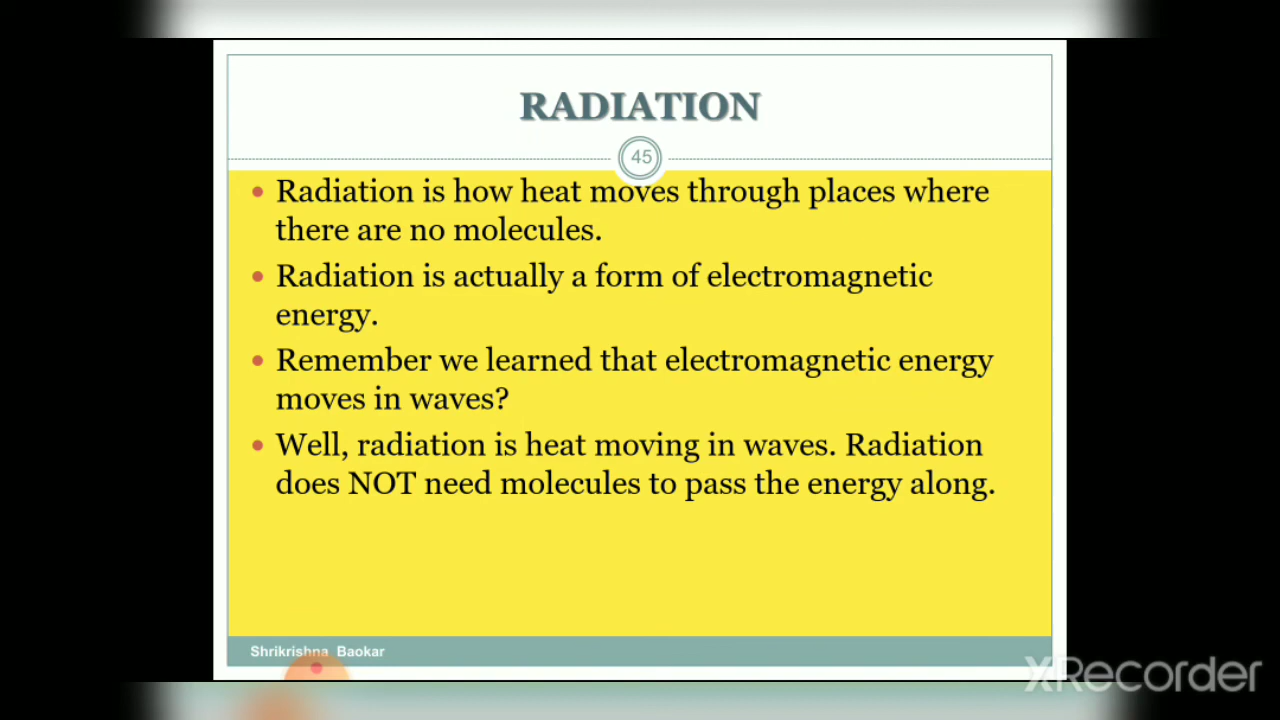 RADIATION
45
Radiation is how heat moves through places where
there are no molecules.
Radiation is actually a form of electromagnetic
energy.
Remember we learned that electromagnetic energy
moves in waves?
Well, radiation is heat moving in waves. Radiation
does NOT need molecules to pass the energy along.
Shrikrishna Baokar
XRecorder